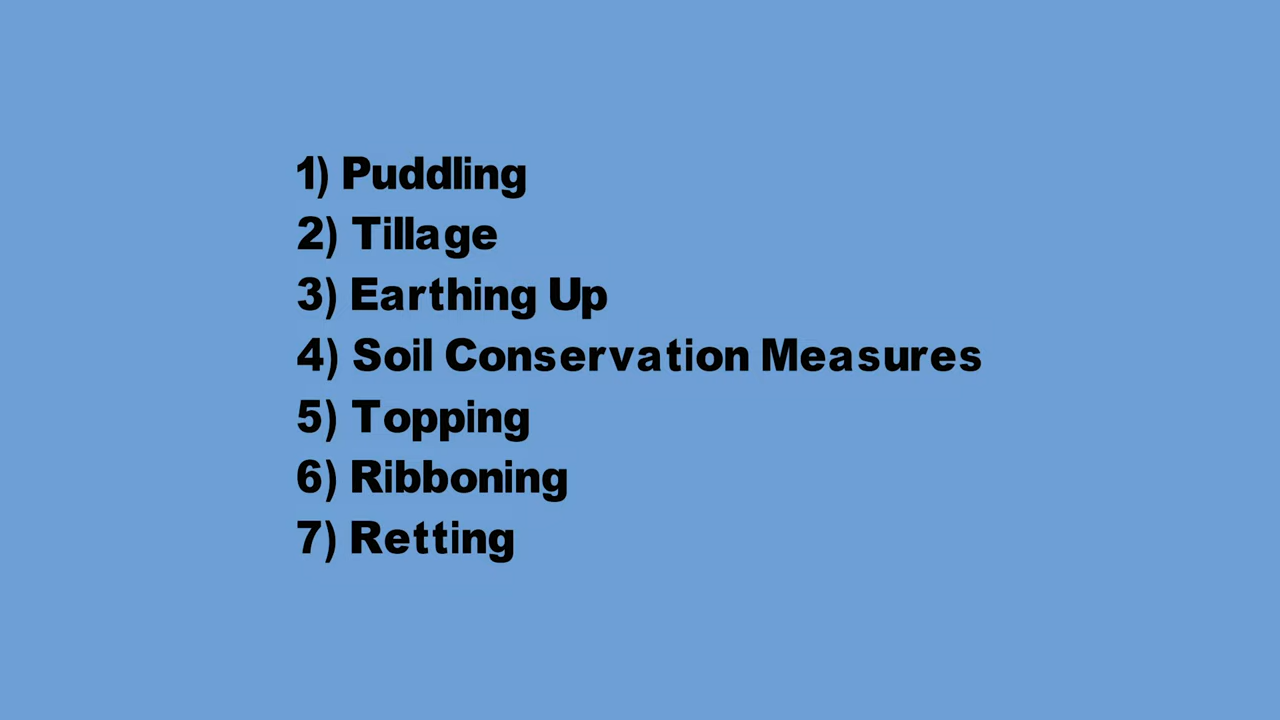 1) Puddling
2) Tillage
3) Earthing Up
4) Soil Conservation Measures
5) Topping
6) Ribboning
7) Retting